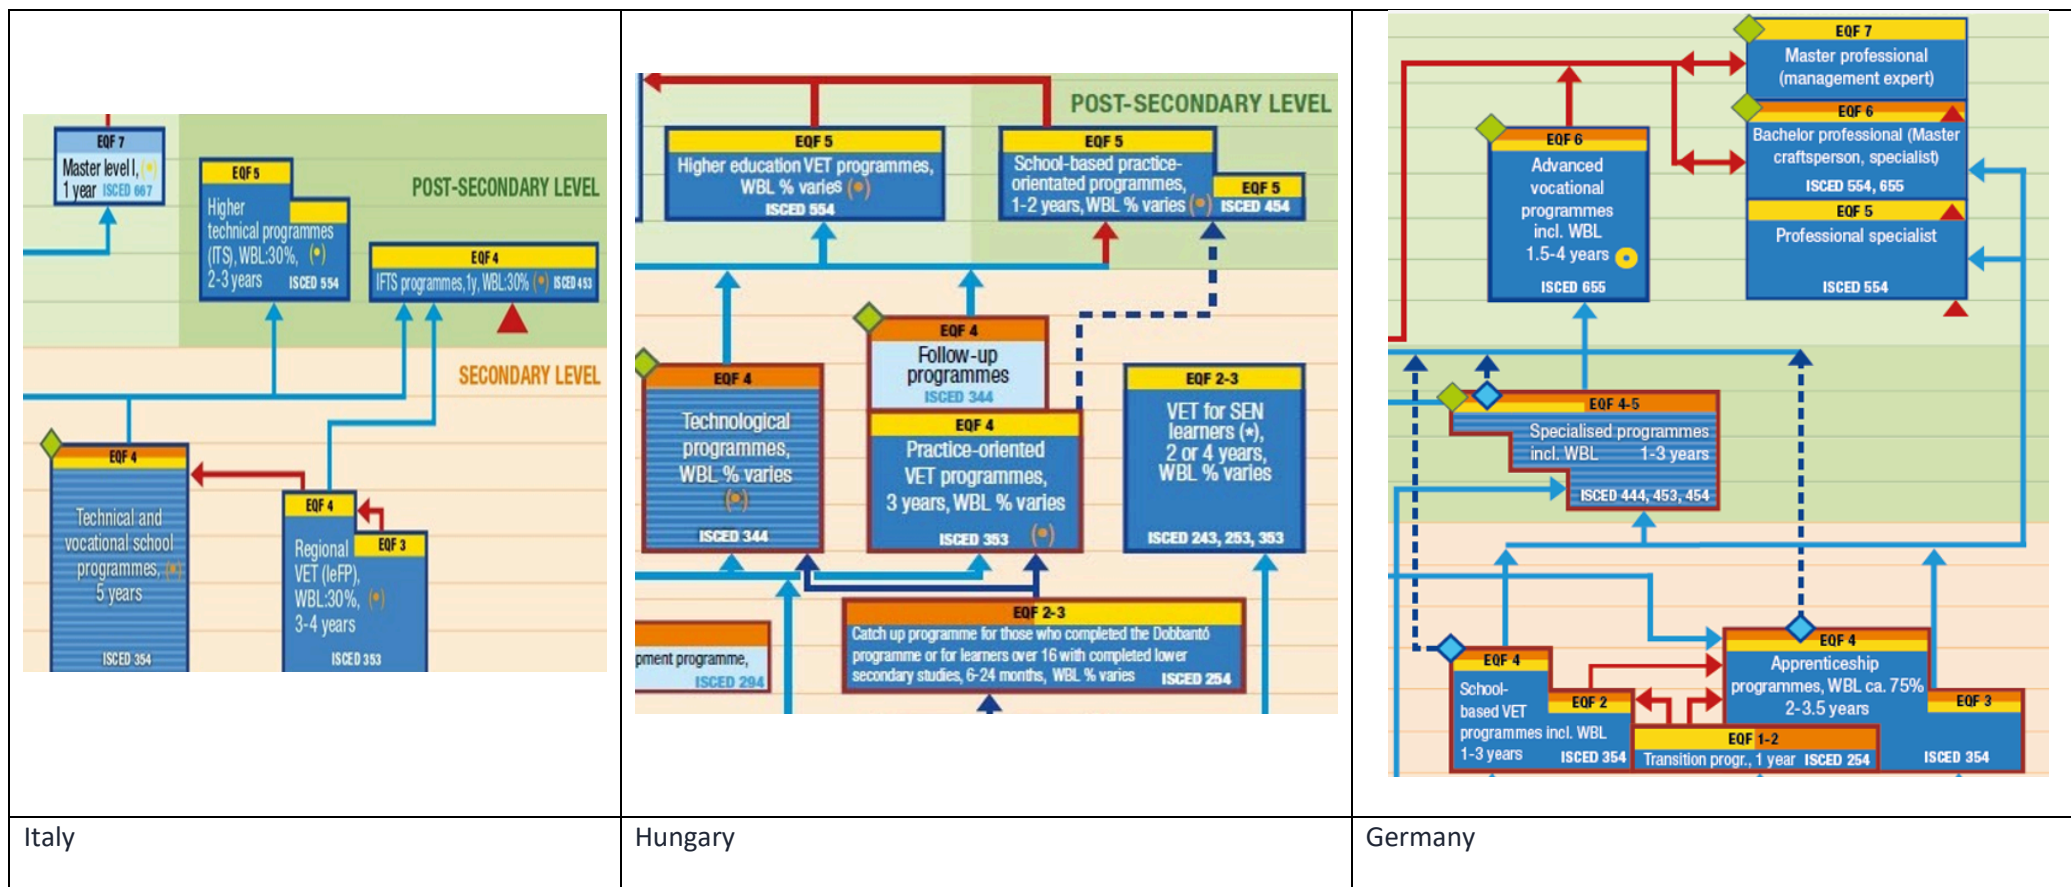 EQF 7
Master level I, (•)
1 year ISCED 667
EQF 5
Higher
technical programmes
(ITS), WBL:30%, (•)
2-3 years ISCED 554
POST-SECONDARY LEVEL
EQF 4
IFTS programmes,1y, WBL:30% (•) ISCED 453
SECONDARY LEVEL
EQF 4
Technical and
vocational school
programmes, (•)
5 years
ISCED 354
EQF 4
EQF 3
Regional
VET (IeFP),
WBL:30%, (•)
3-4 years
ISCED 353
POST-SECONDARY LEVEL
EQF 5
Higher education VET programmes,
WBL % varies (•)
ISCED 554
EQF 5
School-based practice-
orientated programmes,
1-2 years, WBL % varies (•)
EQF 5
ISCED 454
EQF 4
Technological
programmes,
WBL % varies
(•)
ISCED 344
EQF 4
Follow-up
programmes
ISCED 344
EQF 4
Practice-oriented
VET programmes,
3 years, WBL % varies
ISCED 353 (•)
EQF 2-3
VET for SEN
learners (*),
2 or 4 years,
WBL % varies
ISCED 243, 253, 353
pment programme,
ISCED 294
EQF 2-3
Catch up programme for those who completed the Dobbantó
programme or for learners over 16 with completed lower
secondary studies, 6-24 months, WBL % varies ISCED 254
EQF 7
Master professional
(management expert)
EQF 6
Bachelor professional (Master
craftsperson, specialist)
ISCED 554, 655
EQF 5
Professional specialist
ISCED 554
EQF 6
Advanced
vocational
programmes
incl. WBL
1.5-4 years
ISCED 655
EQF 4-5
Specialised programmes
incl. WBL 1-3 years
ISCED 444, 453, 454
EQF 4
School-
based VET
programmes incl. WBL
1-3 years
EQF 2
ISCED 354
EQF 1-2
Transition progr., 1 year ISCED 254
EQF 4
Apprenticeship
programmes, WBL ca. 75%
2-3.5 years
EQF 3
ISCED 354
Italy
Hungary
Germany